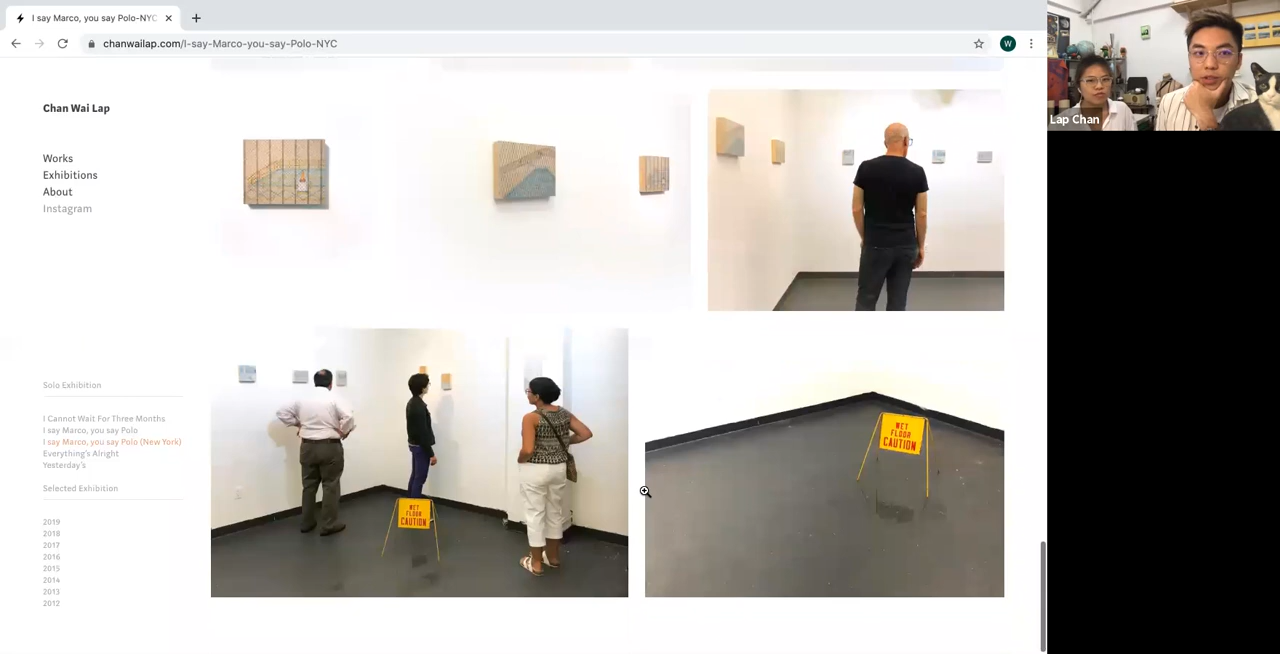 I say Marco, you say Polo-NYC
chanwailap.com/I-say-Marco-you-say-Polo-NYC
W
Lap Chan
Chan Wai Lap
Works
Exhibitions
About
Instagram
Solo Exhibition
I Cannot Wait For Three Months
I say Marco, you say Polo
I say Marco, you say Polo (New York)
Everything's Alright
Yesterday's
Selected Exhibition
2019
2018
2017
2016
2015
2014
2013
2012
WET
FLOOR
CAUTION
WET
FLOOR
CAUTION